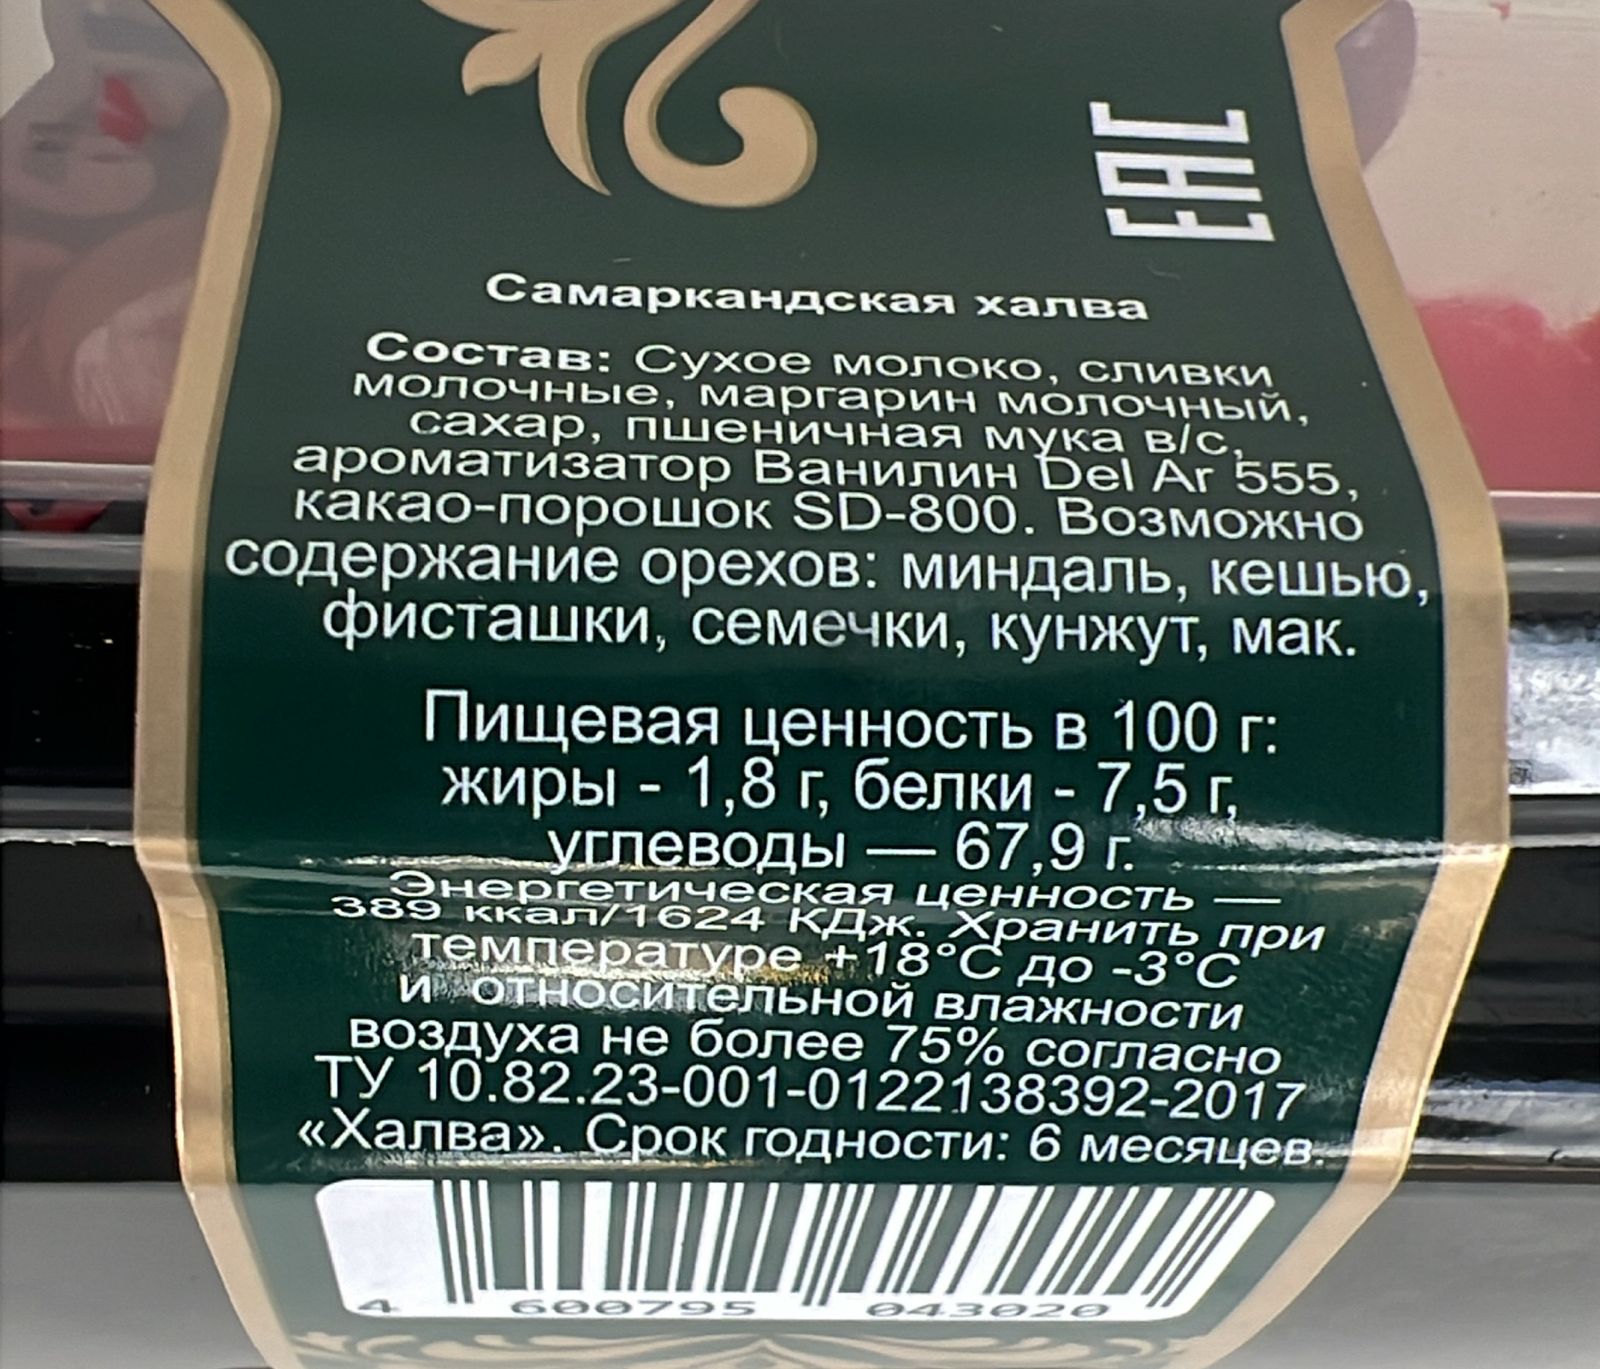 ЕАС
Самаркандская халва
Состав: Сухое молоко, сливки
молочные, маргарин молочный,
сахар, пшеничная мука в/с,
ароматизатор Ванилин Del Ar 555,
какао-порошок SD-800. Возможно
содержание орехов: миндаль, кешью,
фисташки, семечки, кунжут, мак.
Пищевая ценность в 100 г:
жиры - 1,8 г, белки - 7,5 г,
углеводы — 67,9 г.
Энергетическая ценность —
389 ккал/1624 КДж. Хранить при
температуре +18°С до -3°С
и относительной влажности
воздуха не более 75% согласно
ТУ 10.82.23-001-0122138392-2017
«Халва». Срок годности: 6 месяцев.
4 600795 043020